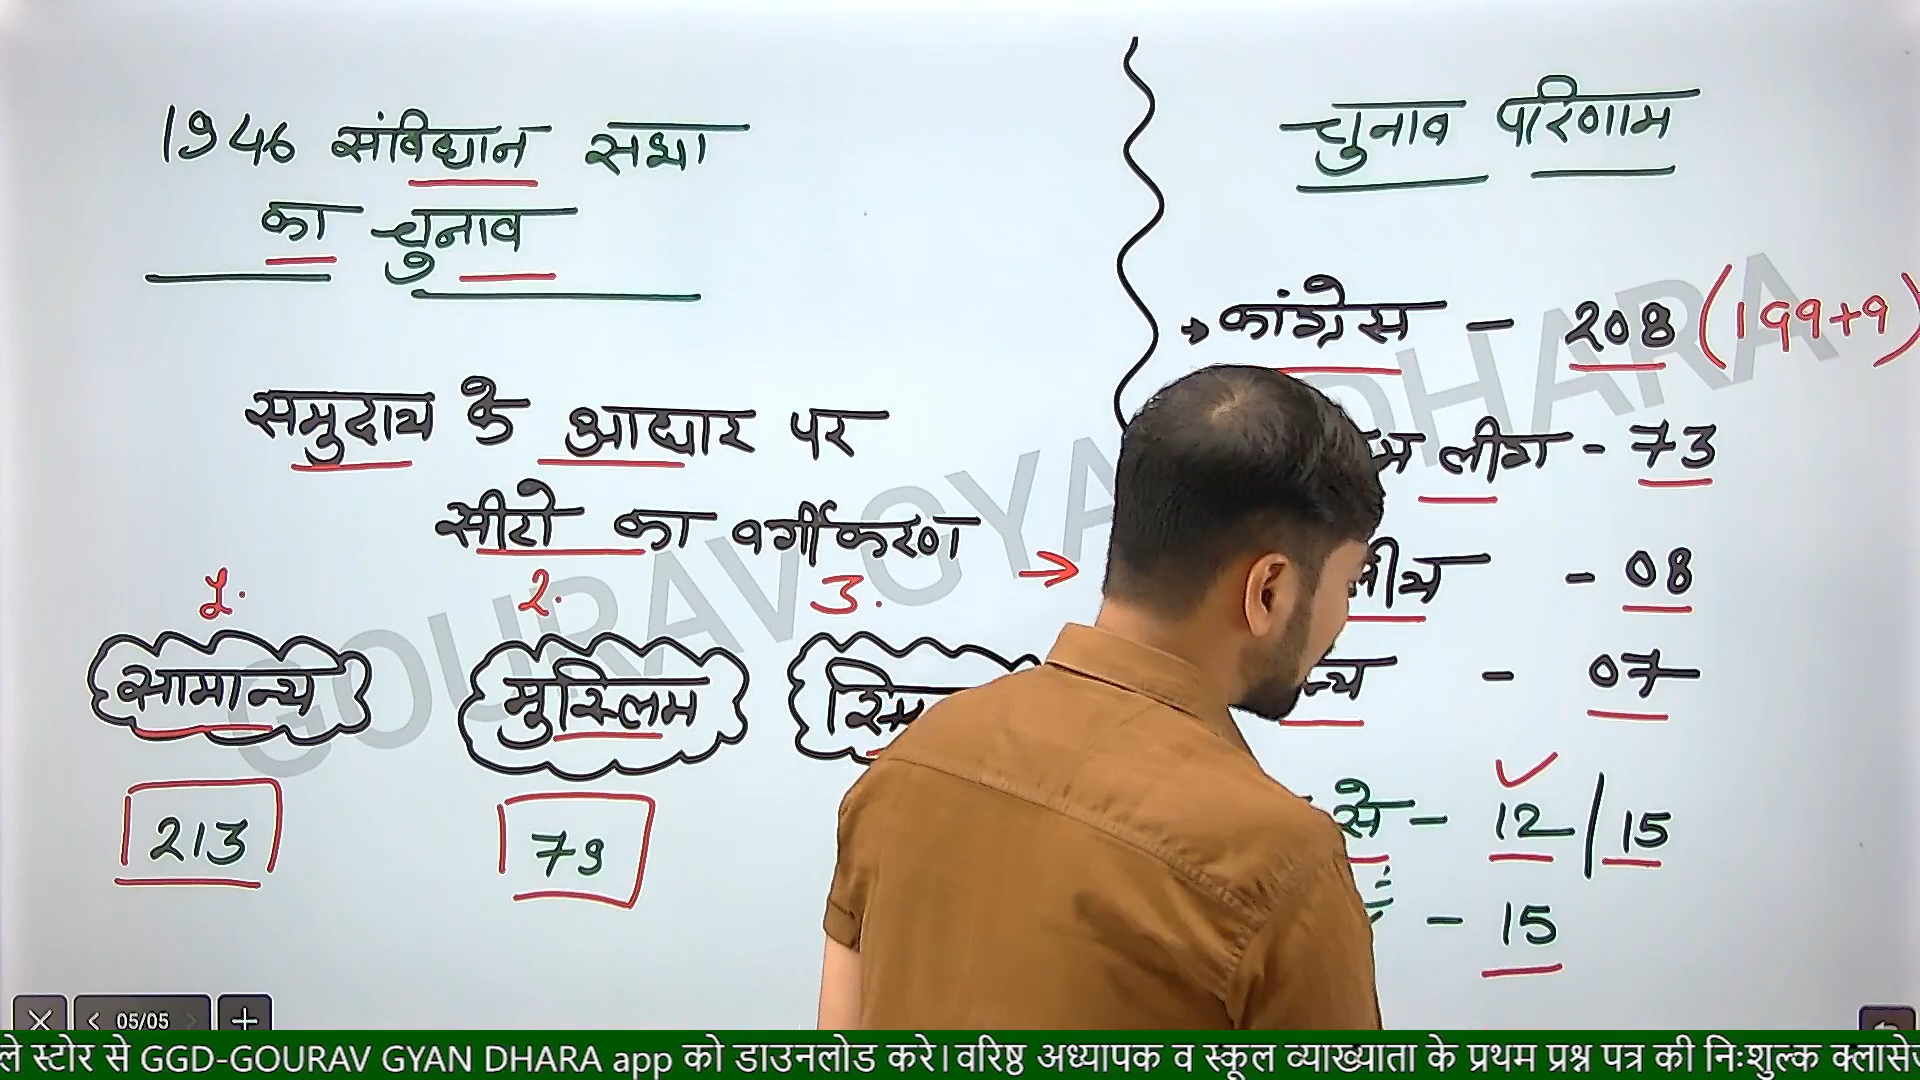 1946 संविधान सभा
का चुनाव
समुदाय के आधार पर
सीटो का वर्गीकरण
1. 2. 3.
सामान्य मुस्लिम
213 79
चुनाव परिणाम
कांग्रेस - 208 (199+9)
लीग - 73
- 08
- 07
से - 12 / 15
- 15
GOURAV GYAN DHARA
05/05
ले स्टोर से GGD-GOURAV GYAN DHARA app को डाउनलोड करे। वरिष्ठ अध्यापक व स्कूल व्याख्याता के प्रथम प्रश्न पत्र की निःशुल्क क्लासेज